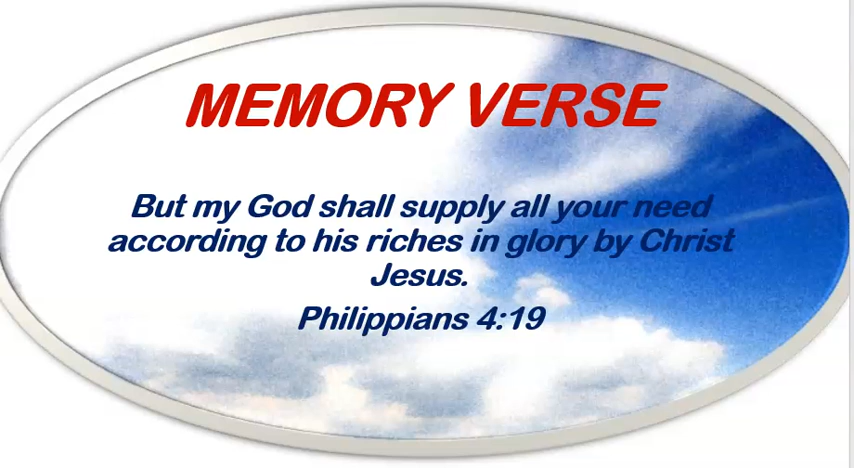 MEMORY VERSE
But my God shall supply all your need
according to his riches in glory by Christ
Jesus.
Philippians 4:19